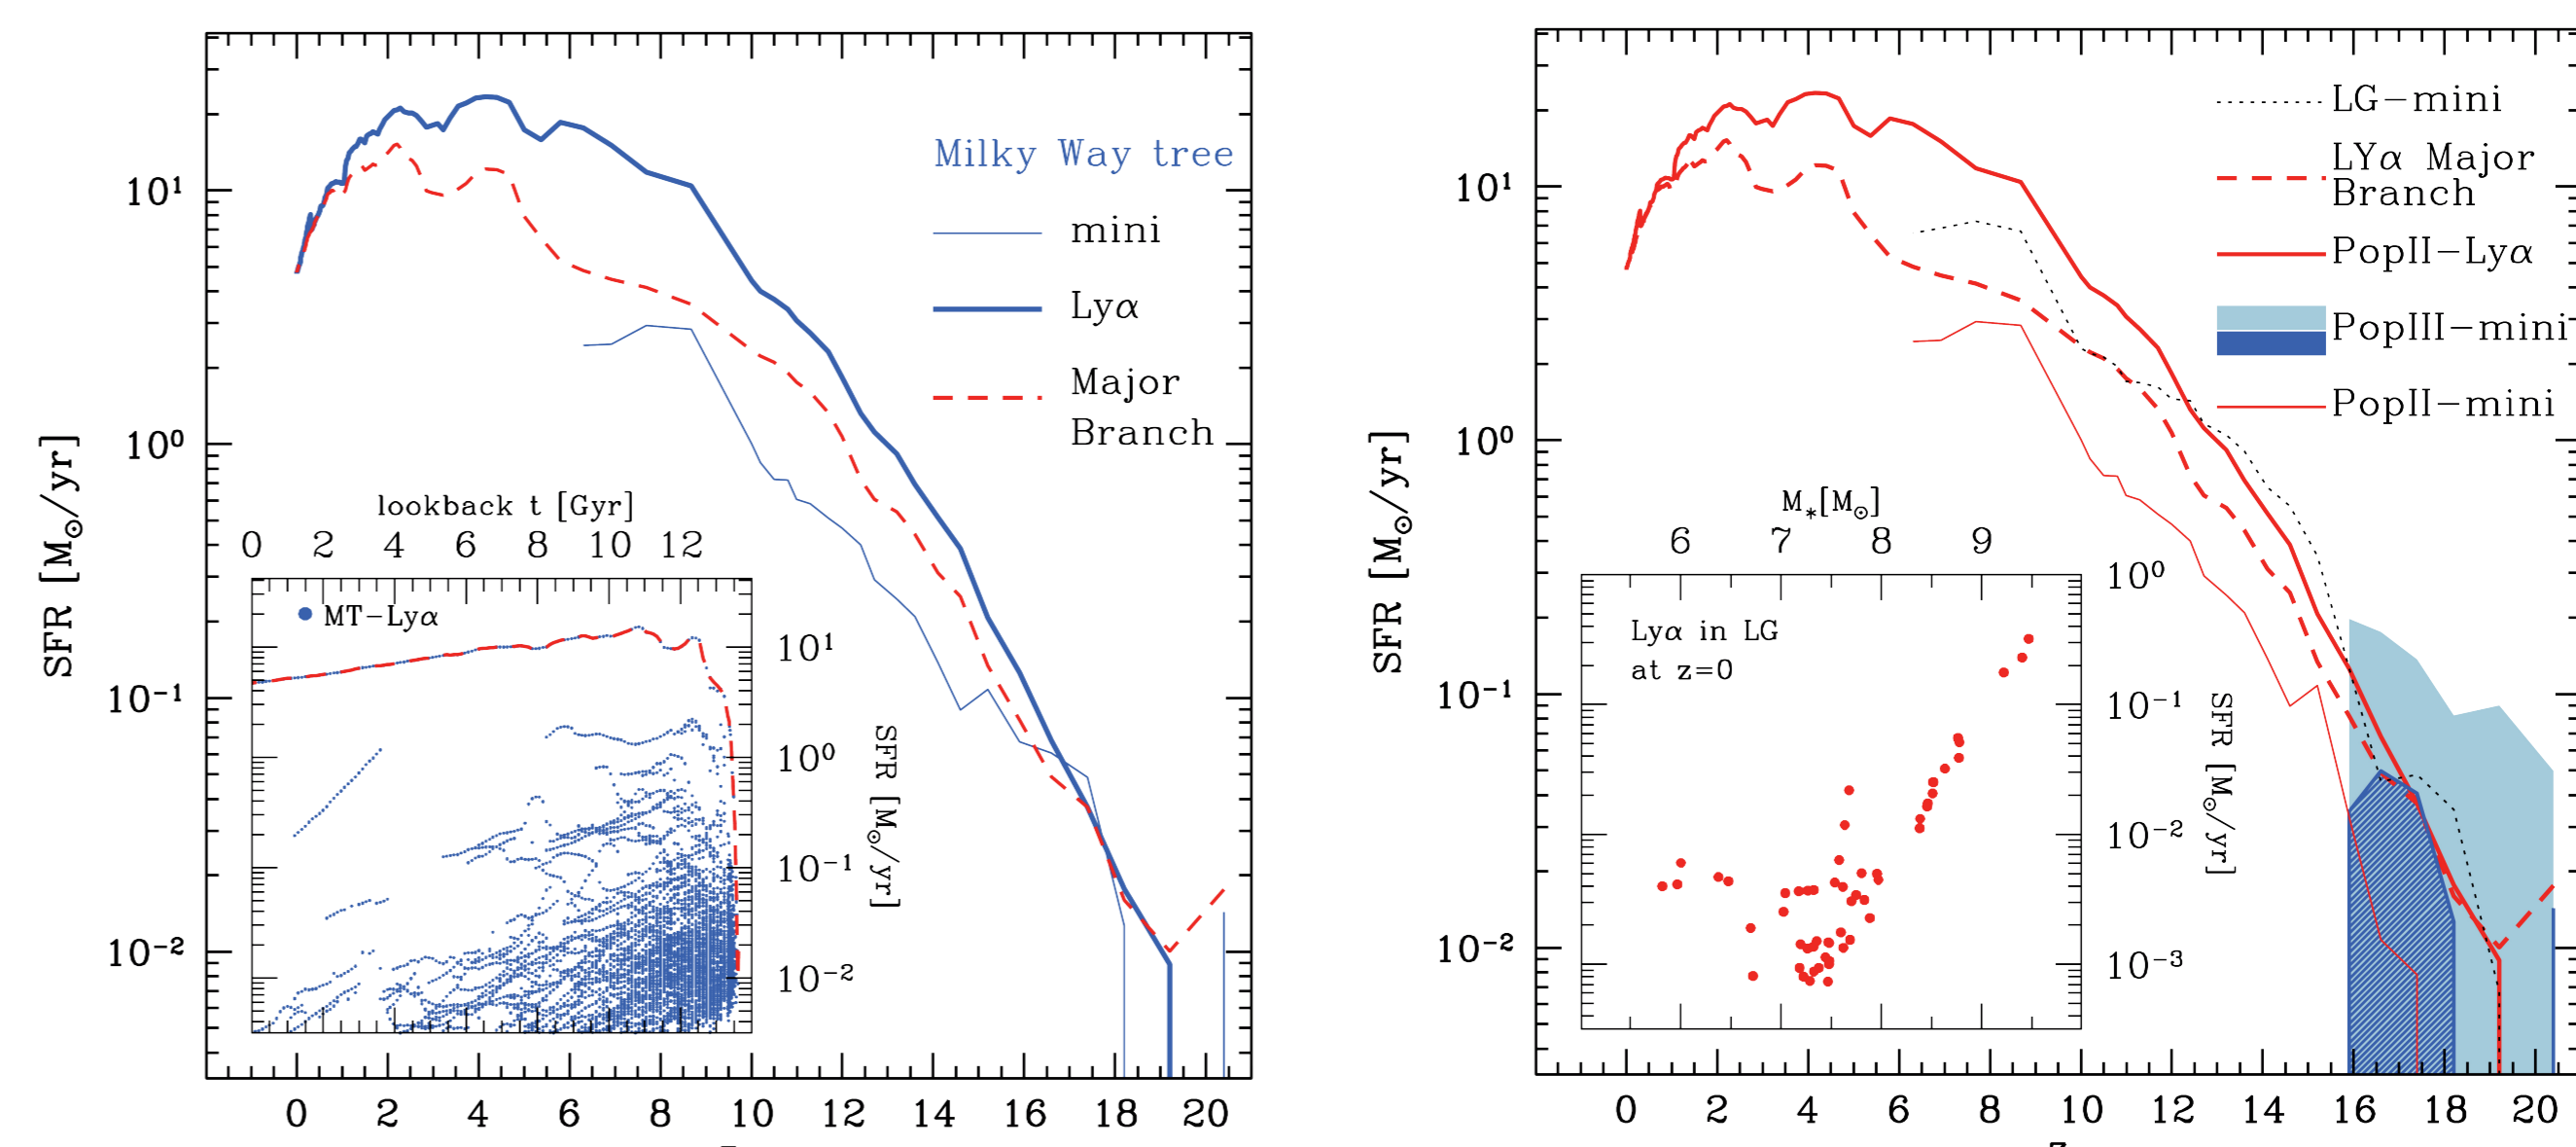 Milky Way tree
mini
Lyα
Major
Branch
10¹
10⁰
10⁻¹
10⁻²
SFR [M⊙/yr]
lookback t [Gyr]
0 2 4 6 8 10 12
MT−Lyα
10¹
10⁰
10⁻¹
10⁻²
SFR [M⊙/yr]
0 2 4 6 8 10 12 14 16 18 20
LG−mini
LYα Major
Branch
PopII−Lyα
PopIII−mini
PopII−mini
10¹
10⁰
10⁻¹
10⁻²
SFR [M⊙/yr]
M*[M⊙]
6 7 8 9
Lyα in LG
at z=0
10⁰
10⁻¹
10⁻²
10⁻³
SFR [M⊙/yr]
0 2 4 6 8 10 12 14 16 18 20